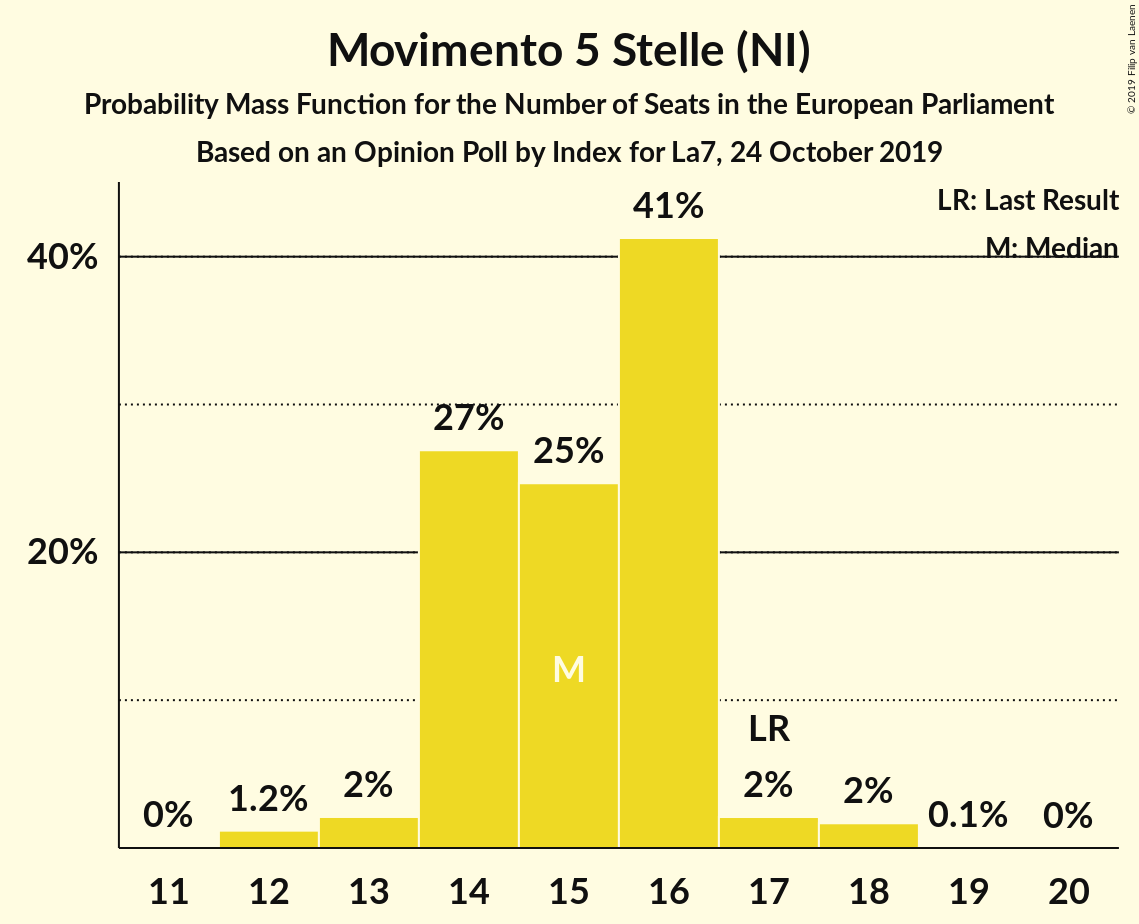 Movimento 5 Stelle (NI)
Probability Mass Function for the Number of Seats in the European Parliament
Based on an Opinion Poll by Index for La7, 24 October 2019
© 2019 Filip van Laenen
LR: Last Result
M: Median
40%
20%
0%
1.2%
2%
27%
25%
41%
2%
2%
0.1%
0%
M
LR
11 12 13 14 15 16 17 18 19 20